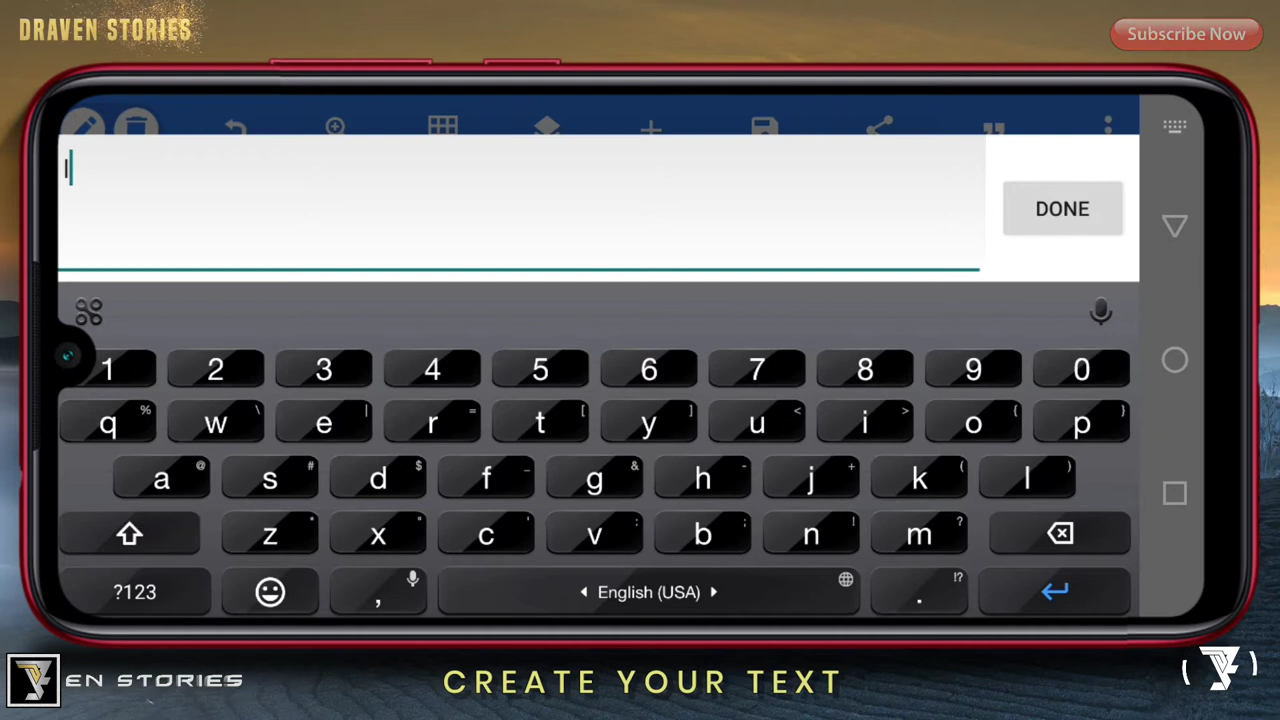 DRAVEN STORIES
Subscribe Now
I
DONE
1 2 3 4 5 6 7 8 9 0
q % w \ e | r = t [ y ] u < i > o { p }
a @ s # d $ f _ g & h - j + k ( l )
z * x " c ' v : b ; n ! m ?
?123 , English (USA) . !?
EN STORIES
CREATE YOUR TEXT